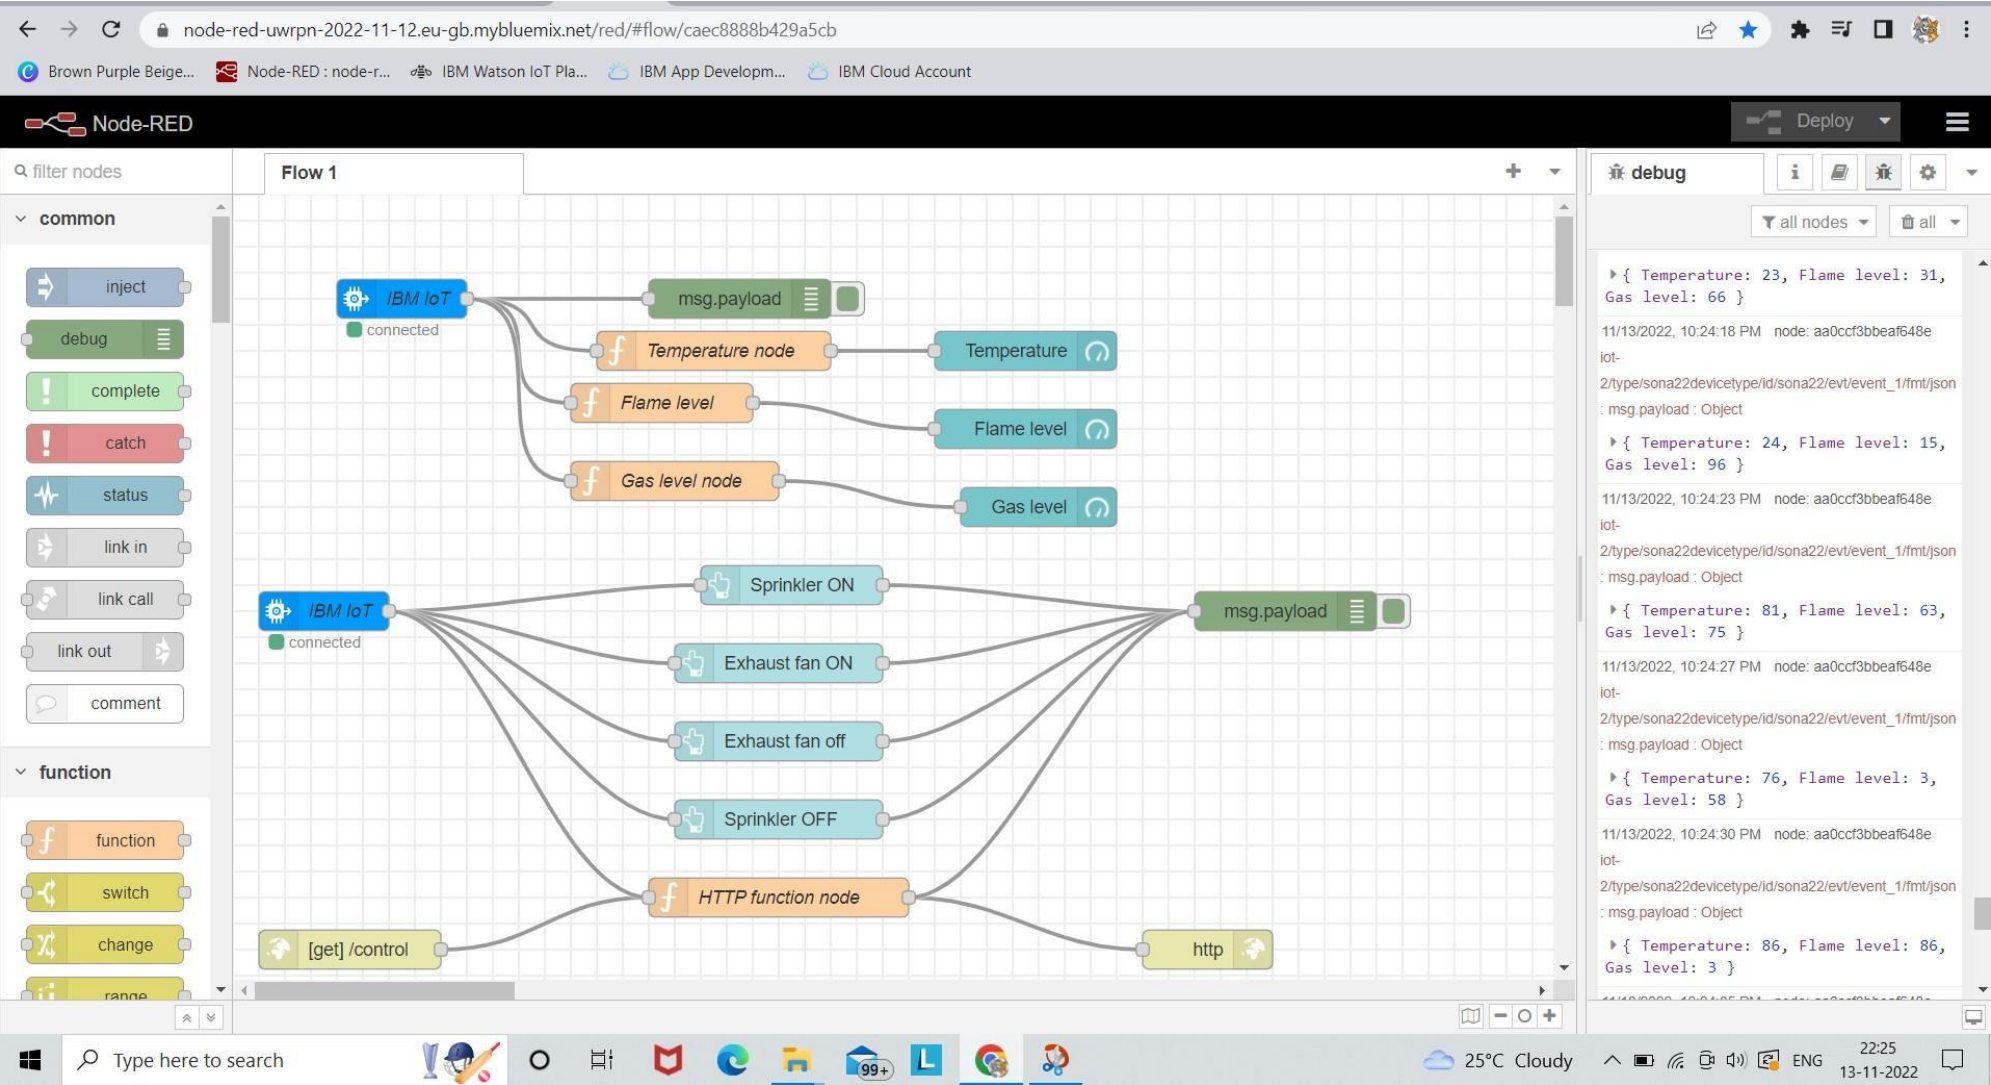 node-red-uwrpn-2022-11-12.eu-gb.mybluemix.net/red/#flow/caec8888b429a5cb
Brown Purple Beige... Node-RED : node-r... IBM Watson IoT Pla... IBM App Developm... IBM Cloud Account
Node-RED
Deploy
filter nodes
common
inject
debug
complete
catch
status
link in
link call
link out
comment
function
function
switch
change
range
Flow 1
IBM IoT
connected
msg.payload
Temperature node
Temperature
Flame level
Flame level
Gas level node
Gas level
IBM IoT
connected
Sprinkler ON
Exhaust fan ON
Exhaust fan off
Sprinkler OFF
msg.payload
HTTP function node
[get] /control
http
debug
all nodes
all
{ Temperature: 23, Flame level: 31,
Gas level: 66 }
11/13/2022, 10:24:18 PM node: aa0ccf3bbeaf648e
iot-
2/type/sona22devicetype/id/sona22/evt/event_1/fmt/json
: msg.payload : Object
{ Temperature: 24, Flame level: 15,
Gas level: 96 }
11/13/2022, 10:24:23 PM node: aa0ccf3bbeaf648e
iot-
2/type/sona22devicetype/id/sona22/evt/event_1/fmt/json
: msg.payload : Object
{ Temperature: 81, Flame level: 63,
Gas level: 75 }
11/13/2022, 10:24:27 PM node: aa0ccf3bbeaf648e
iot-
2/type/sona22devicetype/id/sona22/evt/event_1/fmt/json
: msg.payload : Object
{ Temperature: 76, Flame level: 3,
Gas level: 58 }
11/13/2022, 10:24:30 PM node: aa0ccf3bbeaf648e
iot-
2/type/sona22devicetype/id/sona22/evt/event_1/fmt/json
: msg.payload : Object
{ Temperature: 86, Flame level: 86,
Gas level: 3 }
Type here to search
99+
L
25°C Cloudy
ENG
22:25
13-11-2022